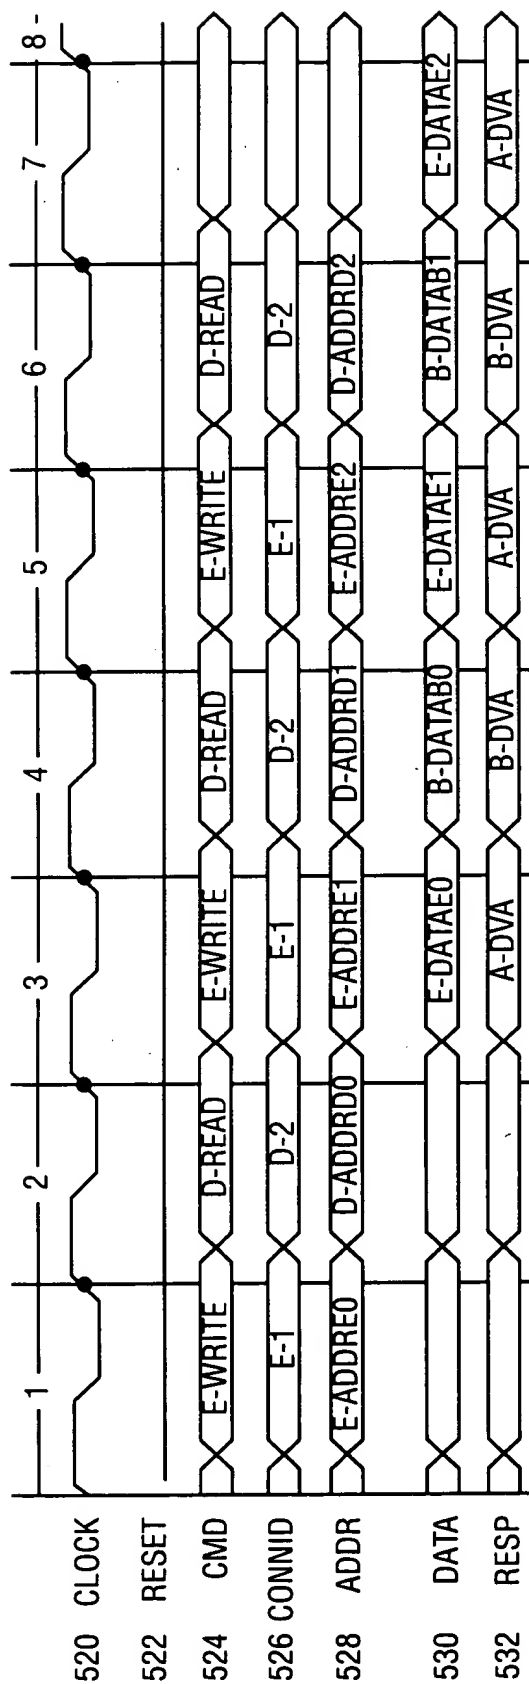 1 2 3 4 5 6 7 8
520 CLOCK
522 RESET
524 CMD E-WRITE D-READ E-WRITE D-READ E-WRITE D-READ
526 CONNID E-1 D-2 E-1 D-2 E-1 D-2
528 ADDR E-ADDRE0 D-ADDRD0 E-ADDRE1 D-ADDRD1 E-ADDRE2 D-ADDRD2
530 DATA E-DATAE0 B-DATAB0 E-DATAE1 B-DATAB1 E-DATAE2
532 RESP A-DVA B-DVA A-DVA B-DVA A-DVA